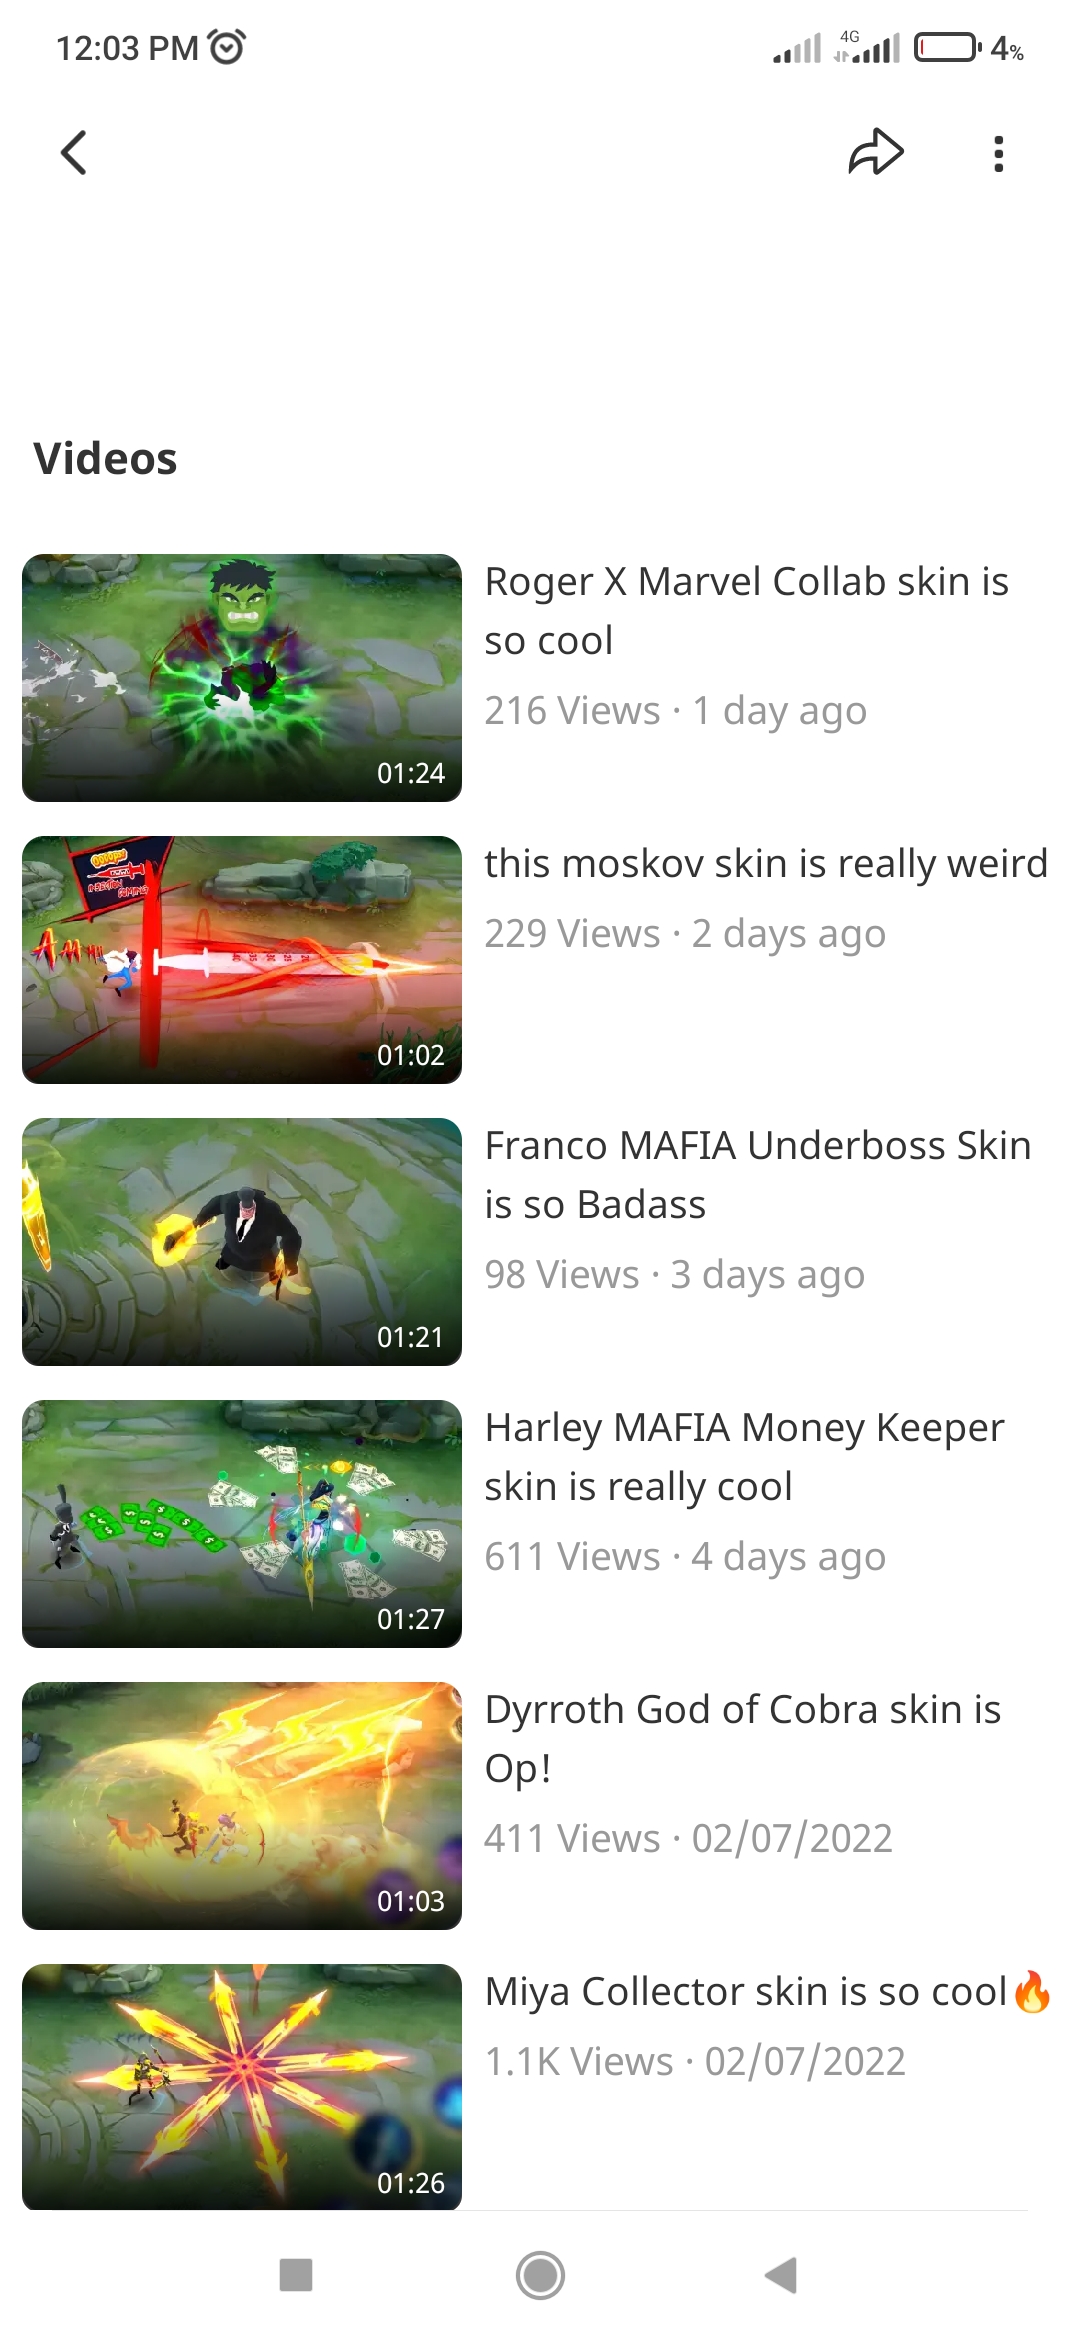 12:03 PM
4G
4%
Videos
Roger X Marvel Collab skin is
so cool
216 Views · 1 day ago
01:24
this moskov skin is really weird
229 Views · 2 days ago
01:02
Franco MAFIA Underboss Skin
is so Badass
98 Views · 3 days ago
01:21
Harley MAFIA Money Keeper
skin is really cool
611 Views · 4 days ago
01:27
Dyrroth God of Cobra skin is
Op!
411 Views · 02/07/2022
01:03
Miya Collector skin is so cool🔥
1.1K Views · 02/07/2022
01:26